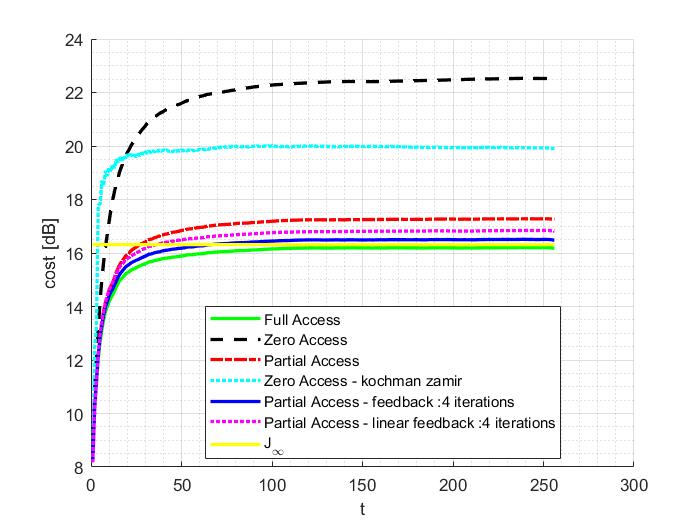 24
22
20
18
16
14
12
10
8
cost [dB]
Full Access
Zero Access
Partial Access
Zero Access - kochman zamir
Partial Access - feedback :4 iterations
Partial Access - linear feedback :4 iterations
J∞
0 50 100 150 200 250 300
t